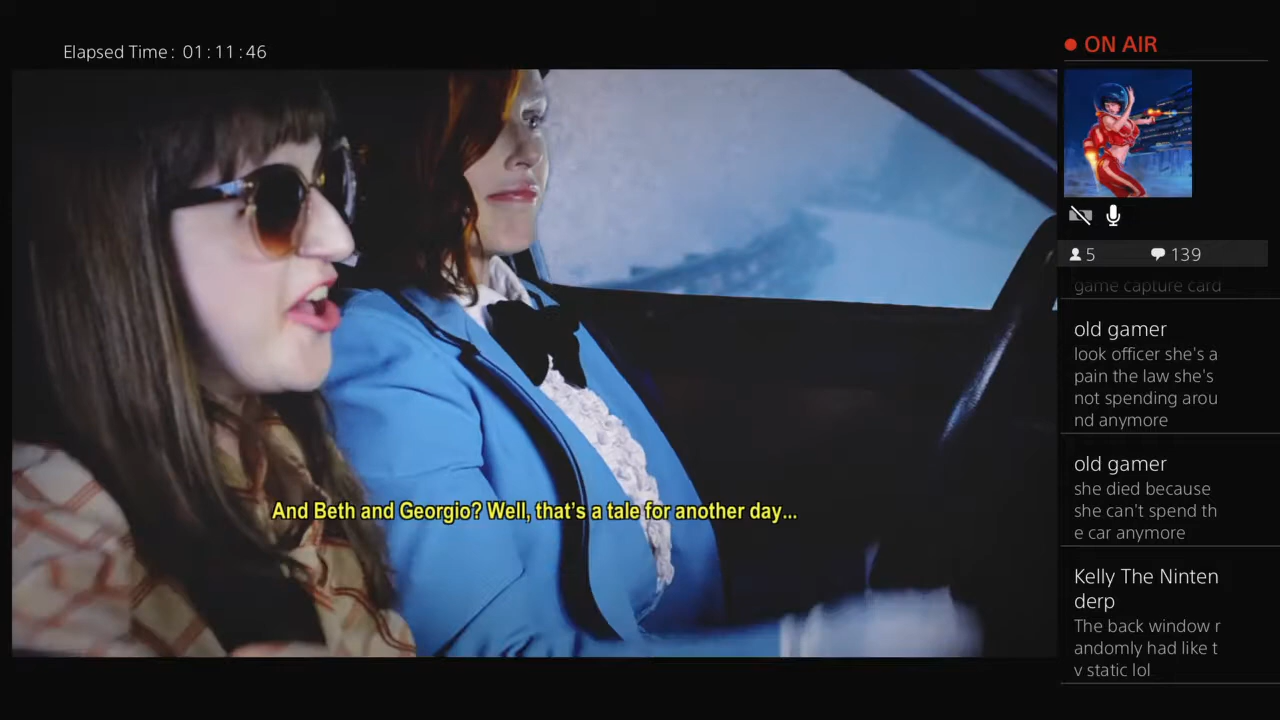 Elapsed Time: 01:11:46
ON AIR
5 139
game capture card
old gamer
look officer she's a
pain the law she's
not spending arou
nd anymore
old gamer
she died because
she can't spend th
e car anymore
Kelly The Ninten
derp
The back window r
andomly had like t
v static lol
And Beth and Georgio? Well, that's a tale for another day...